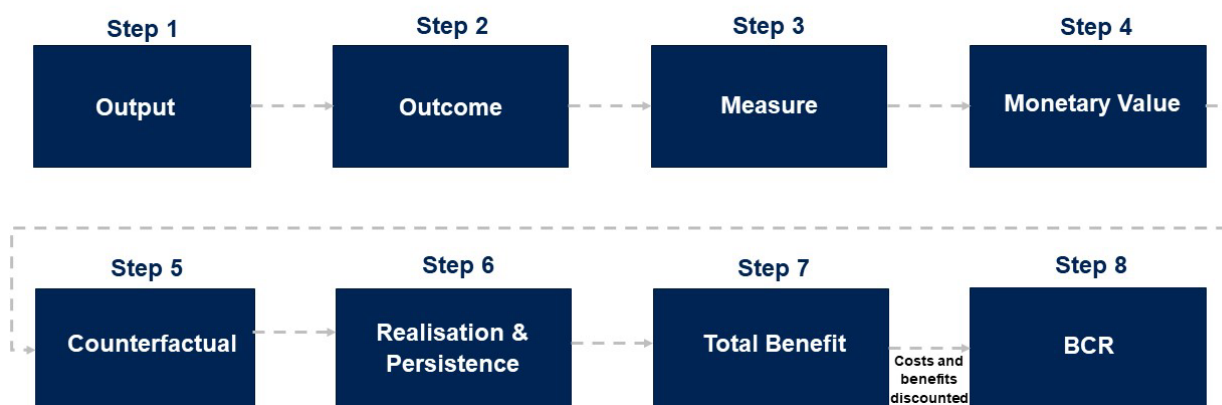 Step 1
Step 2
Step 3
Step 4
Output
Outcome
Measure
Monetary Value
Step 5
Step 6
Step 7
Step 8
Counterfactual
Realisation &
Persistence
Total Benefit
Costs and
benefits
discounted
BCR